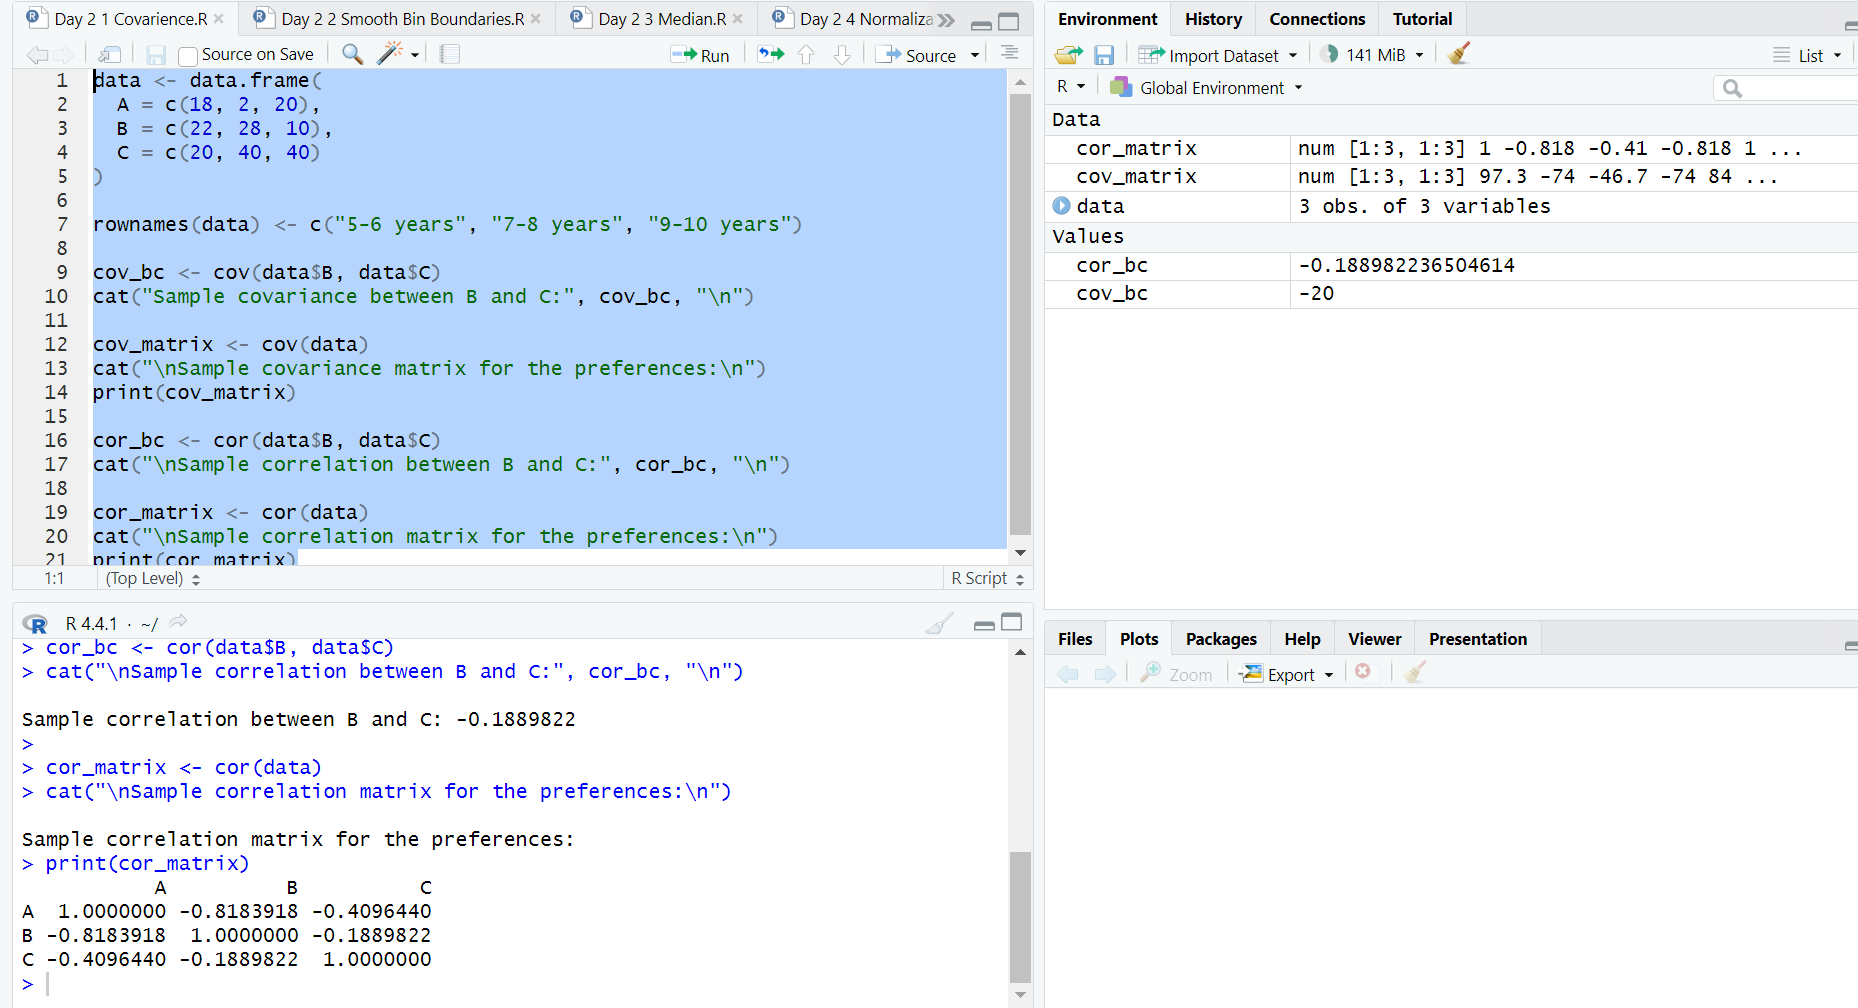 Day 2 1 Covarience.R
Day 2 2 Smooth Bin Boundaries.R
Day 2 3 Median.R
Day 2 4 Normaliza
Source on Save
Run
Source
1 data <- data.frame(
2   A = c(18, 2, 20),
3   B = c(22, 28, 10),
4   C = c(20, 40, 40)
5 )
6
7 rownames(data) <- c("5-6 years", "7-8 years", "9-10 years")
8
9 cov_bc <- cov(data$B, data$C)
10 cat("Sample covariance between B and C:", cov_bc, "\n")
11
12 cov_matrix <- cov(data)
13 cat("\nSample covariance matrix for the preferences:\n")
14 print(cov_matrix)
15
16 cor_bc <- cor(data$B, data$C)
17 cat("\nSample correlation between B and C:", cor_bc, "\n")
18
19 cor_matrix <- cor(data)
20 cat("\nSample correlation matrix for the preferences:\n")
21 print(cor_matrix)
1:1 (Top Level) R Script
R 4.4.1 · ~/
> cor_bc <- cor(data$B, data$C)
> cat("\nSample correlation between B and C:", cor_bc, "\n")
Sample correlation between B and C: -0.1889822
>
> cor_matrix <- cor(data)
> cat("\nSample correlation matrix for the preferences:\n")
Sample correlation matrix for the preferences:
> print(cor_matrix)
A B C
A 1.0000000 -0.8183918 -0.4096440
B -0.8183918 1.0000000 -0.1889822
C -0.4096440 -0.1889822 1.0000000
>
Environment History Connections Tutorial
Import Dataset 141 MiB List
R Global Environment
Data
cor_matrix num [1:3, 1:3] 1 -0.818 -0.41 -0.818 1 ...
cov_matrix num [1:3, 1:3] 97.3 -74 -46.7 -74 84 ...
data 3 obs. of 3 variables
Values
cor_bc -0.188982236504614
cov_bc -20
Files Plots Packages Help Viewer Presentation
Zoom Export